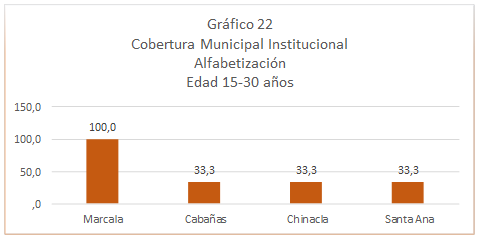 Gráfico 22
Cobertura Municipal Institucional
Alfabetización
Edad 15-30 años
150,0
100,0
50,0
,0
100,0
33,3
33,3
33,3
Marcala
Cabañas
Chinacla
Santa Ana